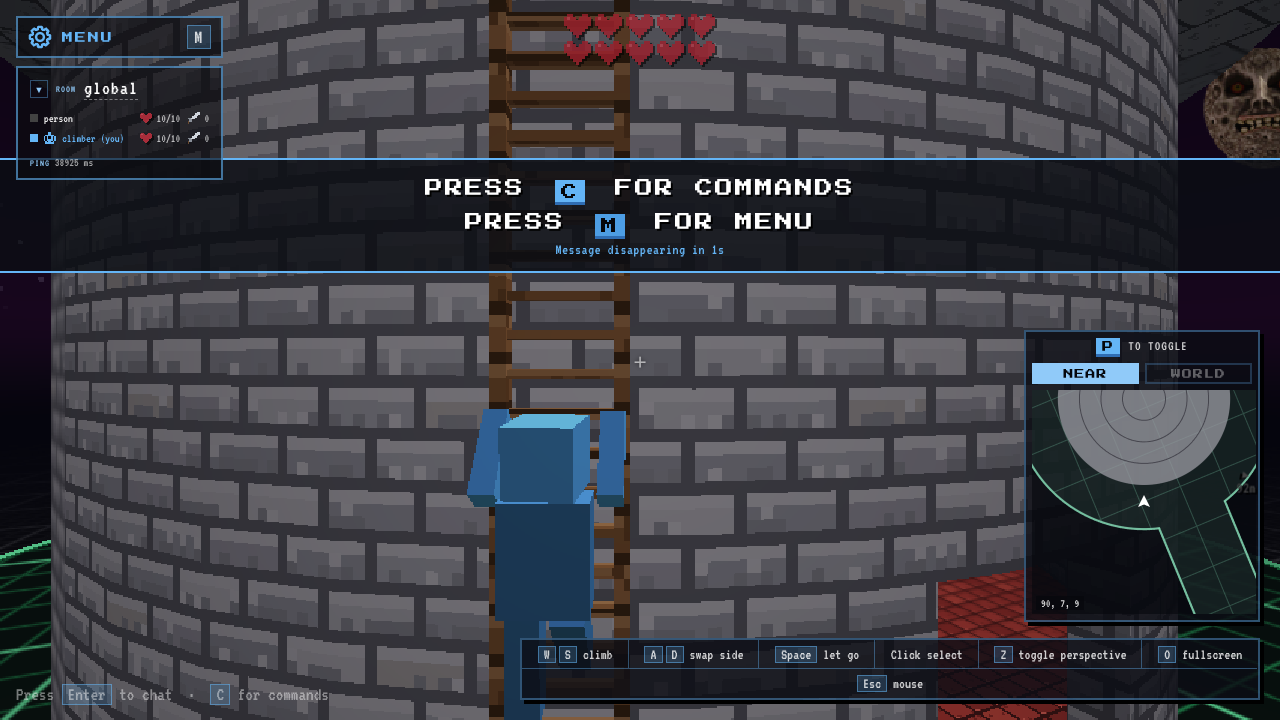 MENU M
ROOM global
person 10/10 0
climber (you) 10/10 0
PING 38925 ms
PRESS C FOR COMMANDS
PRESS M FOR MENU
Message disappearing in 1s
P TO TOGGLE
NEAR WORLD
90, 7, 9
W S climb A D swap side Space let go Click select Z toggle perspective O fullscreen
Esc mouse
Press Enter to chat · C for commands